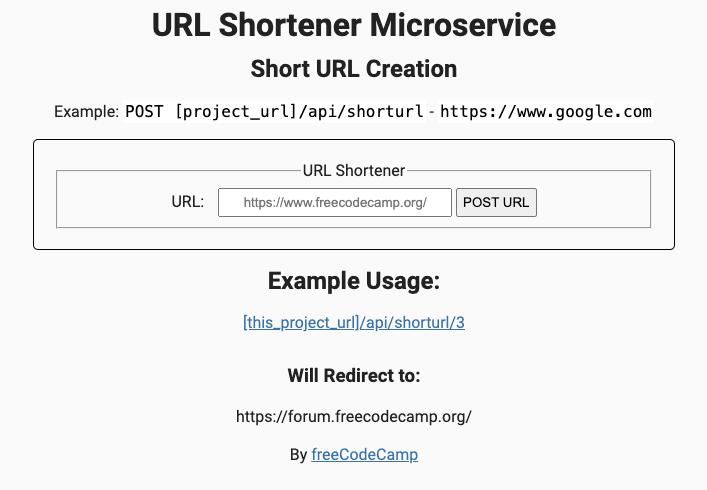 URL Shortener Microservice
Short URL Creation
Example: POST [project_url]/api/shorturl - https://www.google.com
URL Shortener
URL: https://www.freecodecamp.org/ POST URL
Example Usage:
[this_project_url]/api/shorturl/3
Will Redirect to:
https://forum.freecodecamp.org/
By freeCodeCamp